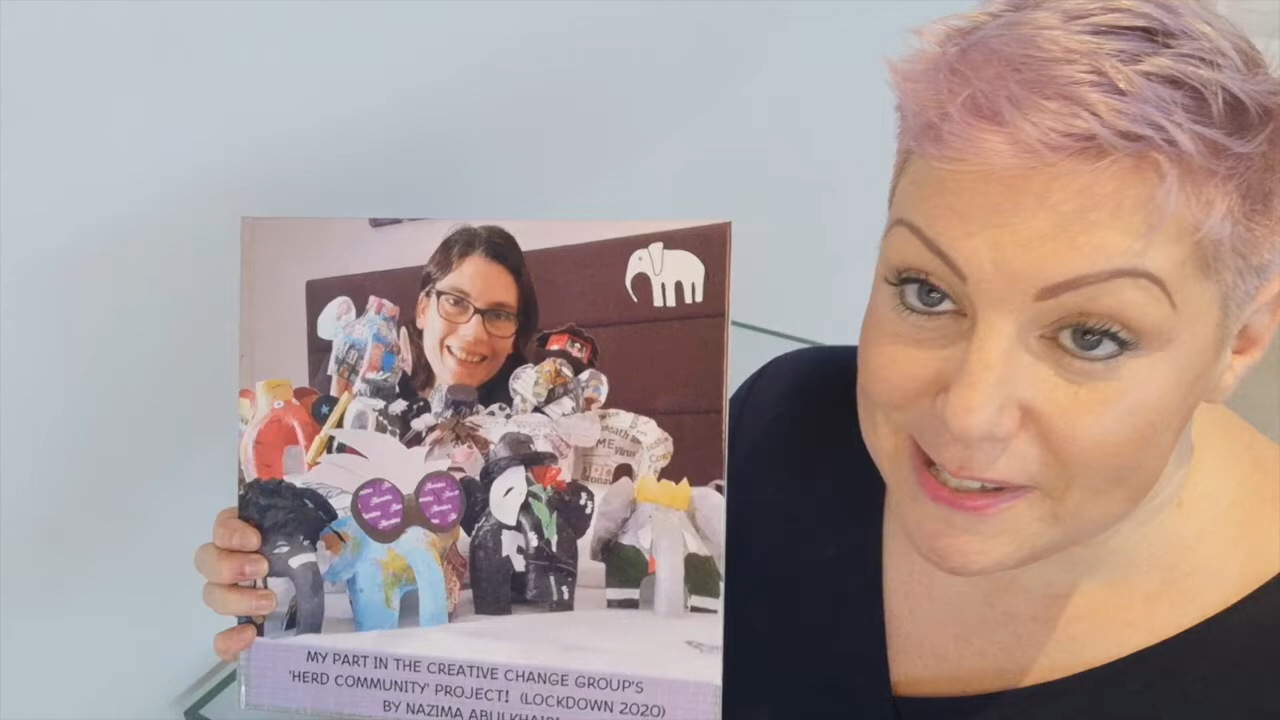 MY PART IN THE CREATIVE CHANGE GROUP'S
'HERD COMMUNITY' PROJECT! (LOCKDOWN 2020)
BY NAZIMA